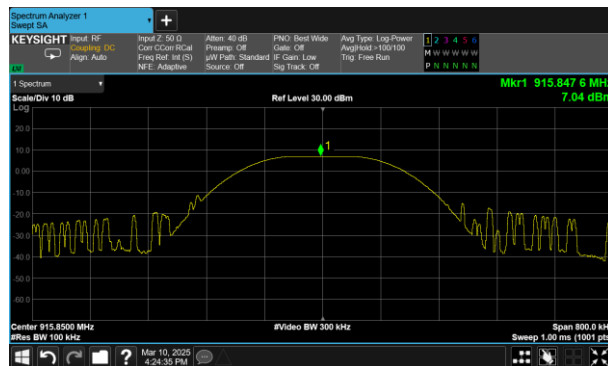 Spectrum Analyzer 1
Swept SA
+
KEYSIGHT Input: RF Input Z: 50 Ω Atten: 40 dB PNO: Best Wide Avg Type: Log-Power 1 2 3 4 5 6
Coupling: DC Corr CCorr RCal Preamp: Off Gate: Off Avg|Hold:>100/100 M W W W W W
Align: Auto Freq Ref: Int (S) µW Path: Standard IF Gain: Low Trig: Free Run
LW NFE: Adaptive Source: Off Sig Track: Off P N N N N N
1 Spectrum Mkr1 915.847 6 MHz
Scale/Div 10 dB Ref Level 30.00 dBm 7.04 dBm
Log
20.0
10.0
1
0.00
-10.0
-20.0
-30.0
-40.0
-50.0
-60.0
Center 915.8500 MHz #Video BW 300 kHz Span 800.0 kHz
#Res BW 100 kHz Sweep 1.00 ms (1001 pts)
? Mar 10, 2025
4:24:35 PM